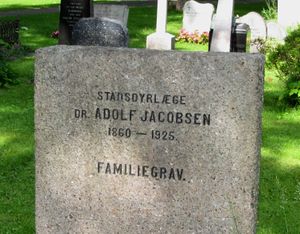 STADSDYRLÆGE
DR. ADOLF JACOBSEN
1860 — 1925.
FAMILIEGRAV.